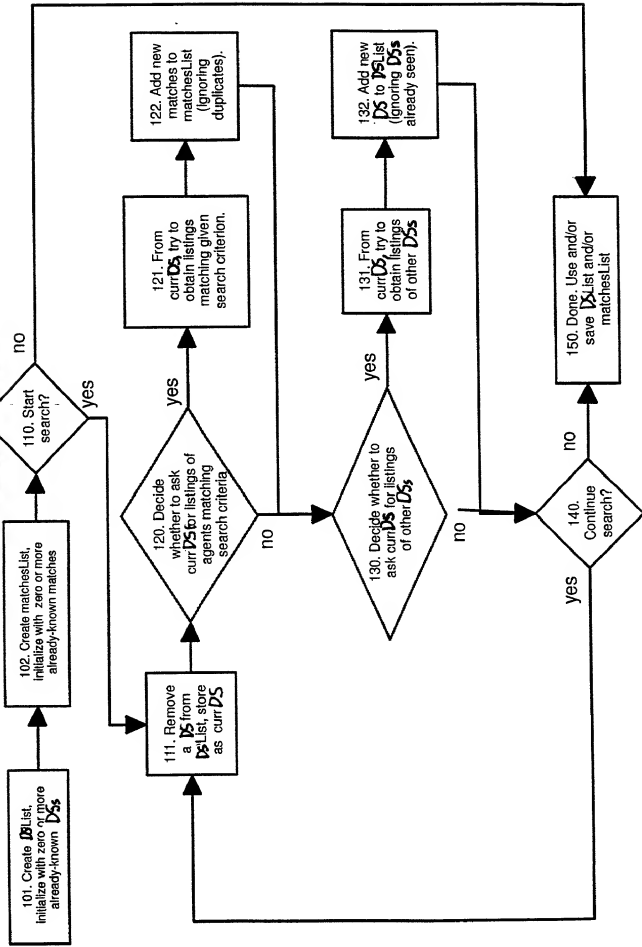 101. Create DSList,
initialize with zero or more
already-known DSs
102. Create matchesList,
initialize with zero or more
already-known matches
110. Start
search?
no
yes
111. Remove
a DS from
DSList, store
as currDS
120. Decide
whether to ask
currDS for listings of
agents matching
search criteria
yes
no
121. From
currDS, try to
obtain listings
matching given
search criterion.
122. Add new
matches to
matchesList
(Ignoring
duplicates).
130. Decide whether to
ask currDS for listings
of other DSs
yes
no
131. From
currDS, try to
obtain listings
of other DSs
132. Add new
DS to DSList
(Ignoring DSs
already seen).
140.
Continue
search?
yes
no
150. Done. Use and/or
save DSList and/or
matchesList